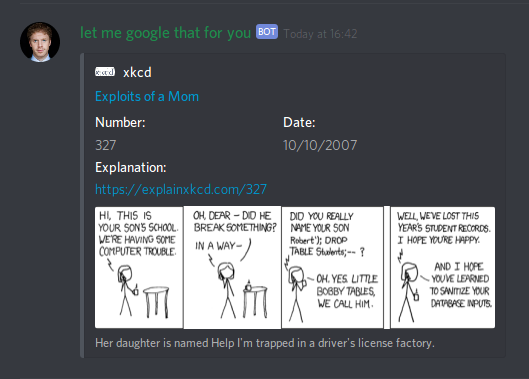 let me google that for you BOT Today at 16:42
xkcd xkcd
Exploits of a Mom
Number: Date:
327 10/10/2007
Explanation:
https://explainxkcd.com/327
HI, THIS IS
YOUR SON'S SCHOOL.
WE'RE HAVING SOME
COMPUTER TROUBLE.
OH, DEAR – DID HE
BREAK SOMETHING?
IN A WAY–
DID YOU REALLY
NAME YOUR SON
Robert'); DROP
TABLE Students;-- ?
OH, YES. LITTLE
BOBBY TABLES,
WE CALL HIM.
WELL, WE'VE LOST THIS
YEAR'S STUDENT RECORDS.
I HOPE YOU'RE HAPPY.
AND I HOPE
YOU'VE LEARNED
TO SANITIZE YOUR
DATABASE INPUTS.
Her daughter is named Help I'm trapped in a driver's license factory.